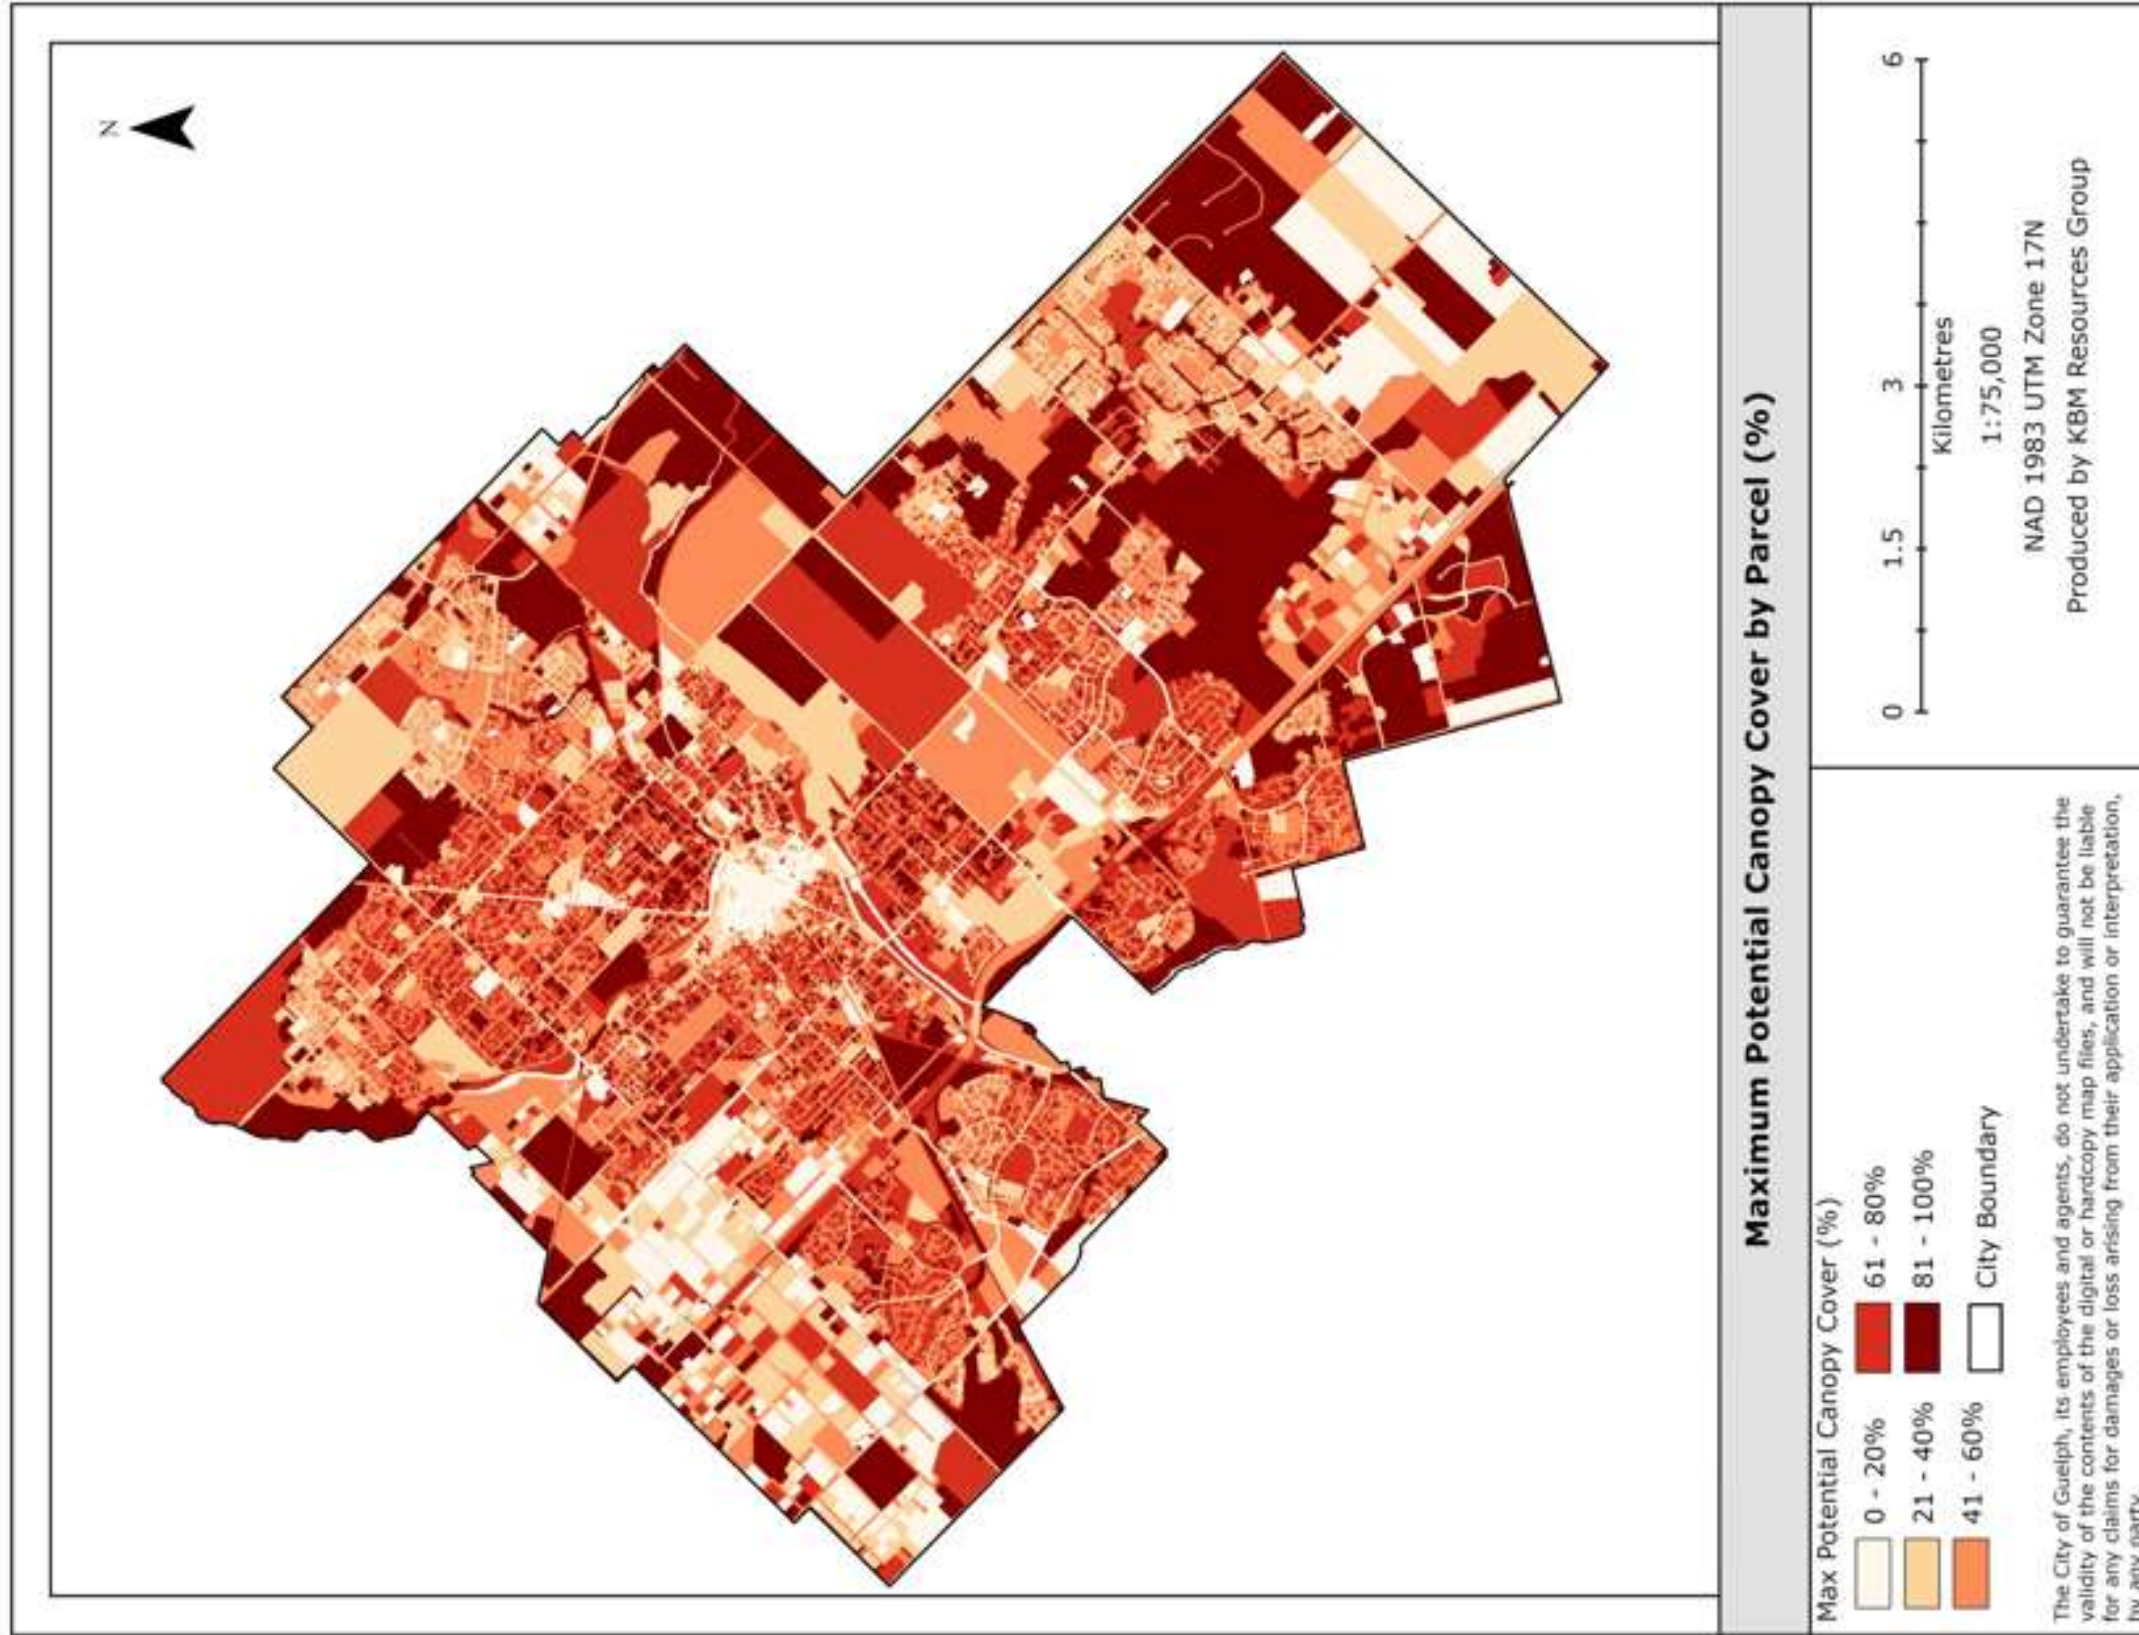 N
Maximum Potential Canopy Cover by Parcel (%)
Max Potential Canopy Cover (%)
0 - 20%
21 - 40%
41 - 60%
61 - 80%
81 - 100%
City Boundary
The City of Guelph, its employees and agents, do not undertake to guarantee the
validity of the contents of the digital or hardcopy map files, and will not be liable
for any claims for damages or loss arising from their application or interpretation,
by any party
0 1.5 3 6
Kilometres
1:75,000
NAD 1983 UTM Zone 17N
Produced by KBM Resources Group